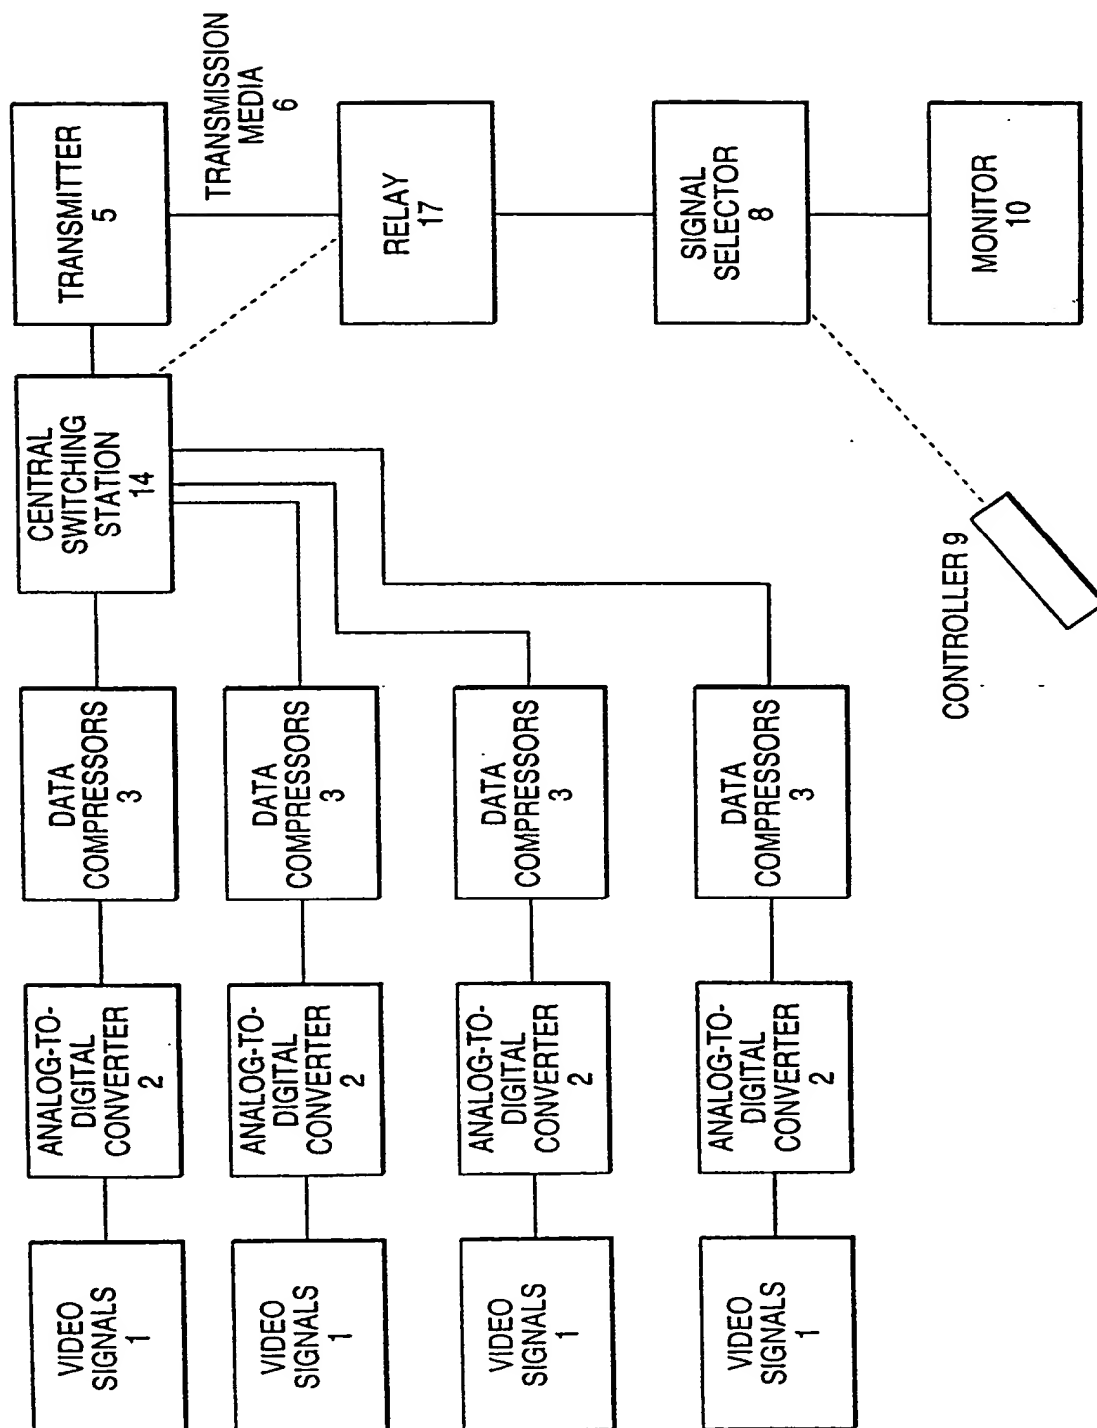 VIDEO
SIGNALS
1
ANALOG-TO-
DIGITAL
CONVERTER
2
DATA
COMPRESSORS
3
CENTRAL
SWITCHING
STATION
14
TRANSMITTER
5
VIDEO
SIGNALS
1
ANALOG-TO-
DIGITAL
CONVERTER
2
DATA
COMPRESSORS
3
TRANSMISSION
MEDIA
6
VIDEO
SIGNALS
1
ANALOG-TO-
DIGITAL
CONVERTER
2
DATA
COMPRESSORS
3
RELAY
17
VIDEO
SIGNALS
1
ANALOG-TO-
DIGITAL
CONVERTER
2
DATA
COMPRESSORS
3
SIGNAL
SELECTOR
8
CONTROLLER 9
MONITOR
10